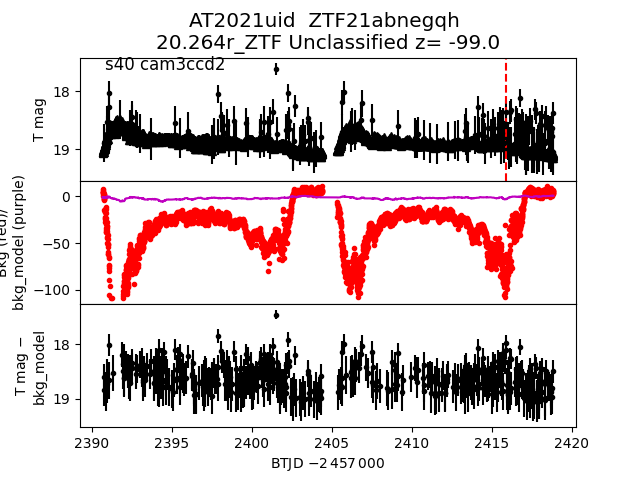 AT2021uid ZTF21abnegqh
20.264r_ZTF Unclassified z= -99.0
s40 cam3ccd2
18
19
T mag
0
−50
−100
Bkg (red)/
bkg_model (purple)
18
19
T mag −
bkg_model
2390 2395 2400 2405 2410 2415 2420
BTJD −2 457 000